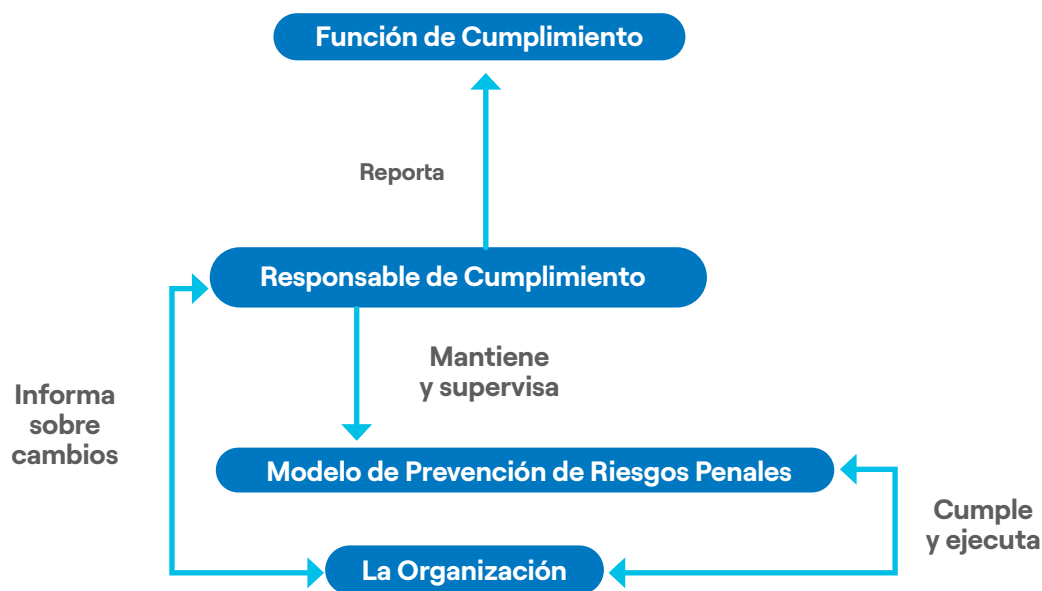 Función de Cumplimiento
Reporta
Responsable de Cumplimiento
Mantiene
y supervisa
Informa
sobre
cambios
Modelo de Prevención de Riesgos Penales
Cumple
y ejecuta
La Organización